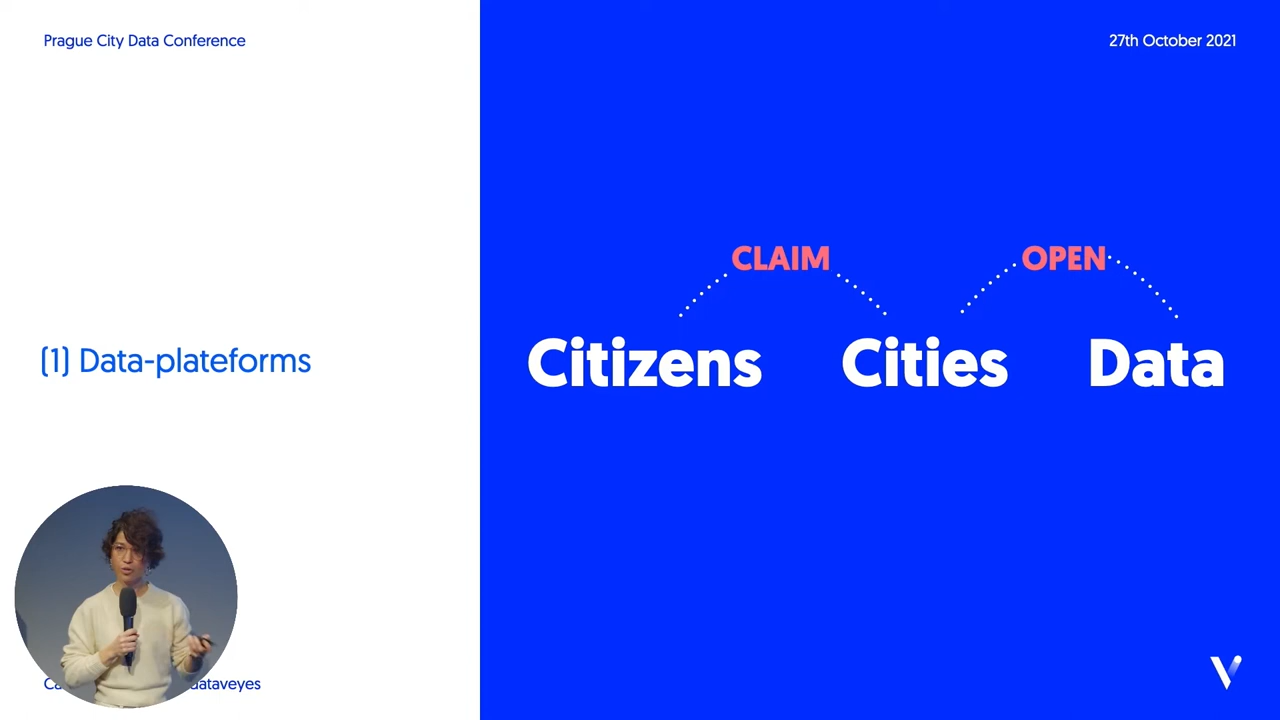 Prague City Data Conference
27th October 2021
CLAIM
OPEN
(1) Data-plateforms
Citizens Cities Data
dataveyes